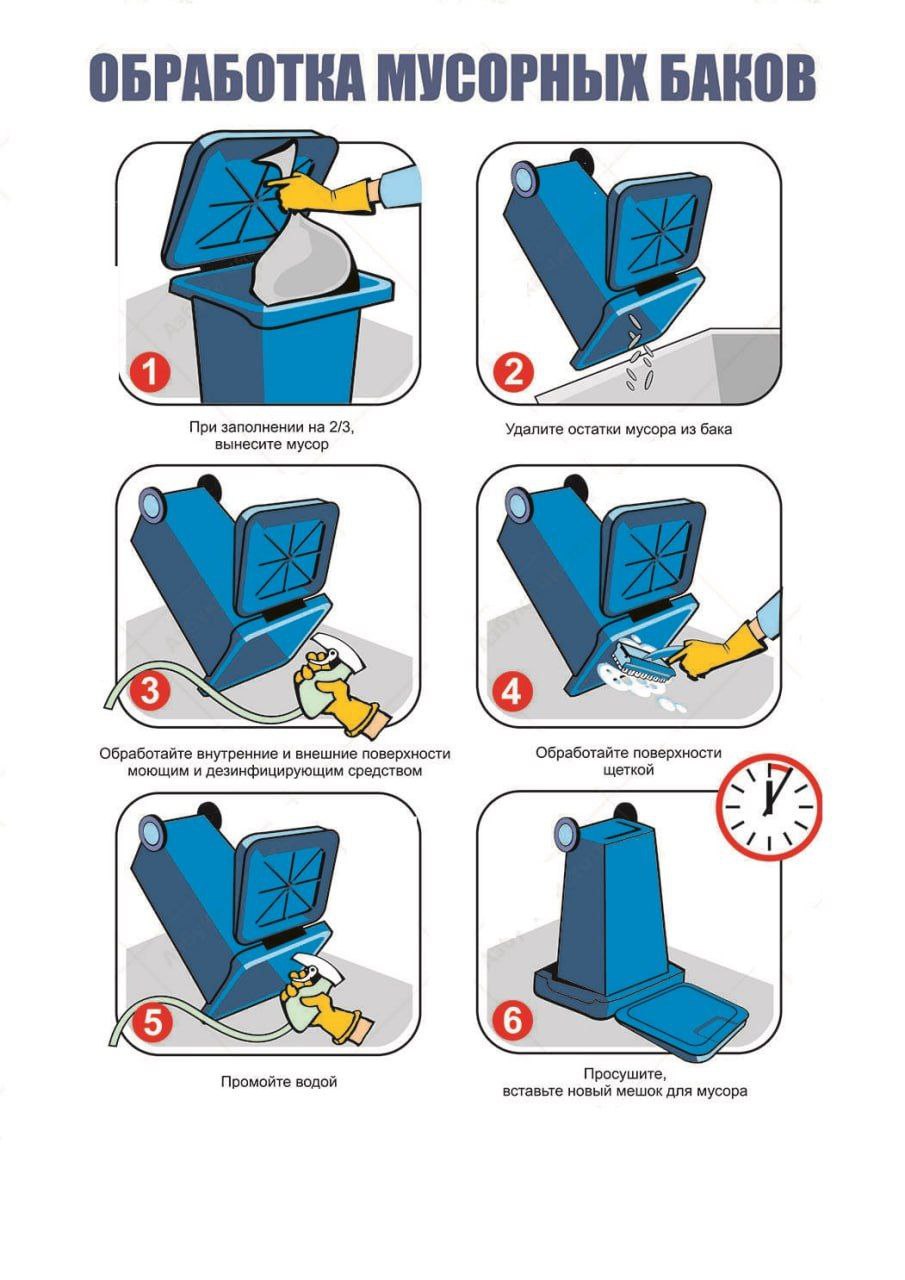 ОБРАБОТКА МУСОРНЫХ БАКОВ
1
При заполнении на 2/3,
вынесите мусор
2
Удалите остатки мусора из бака
3
Обработайте внутренние и внешние поверхности
моющим и дезинфицирующим средством
4
Обработайте поверхности
щеткой
5
Промойте водой
6
Просушите,
вставьте новый мешок для мусора